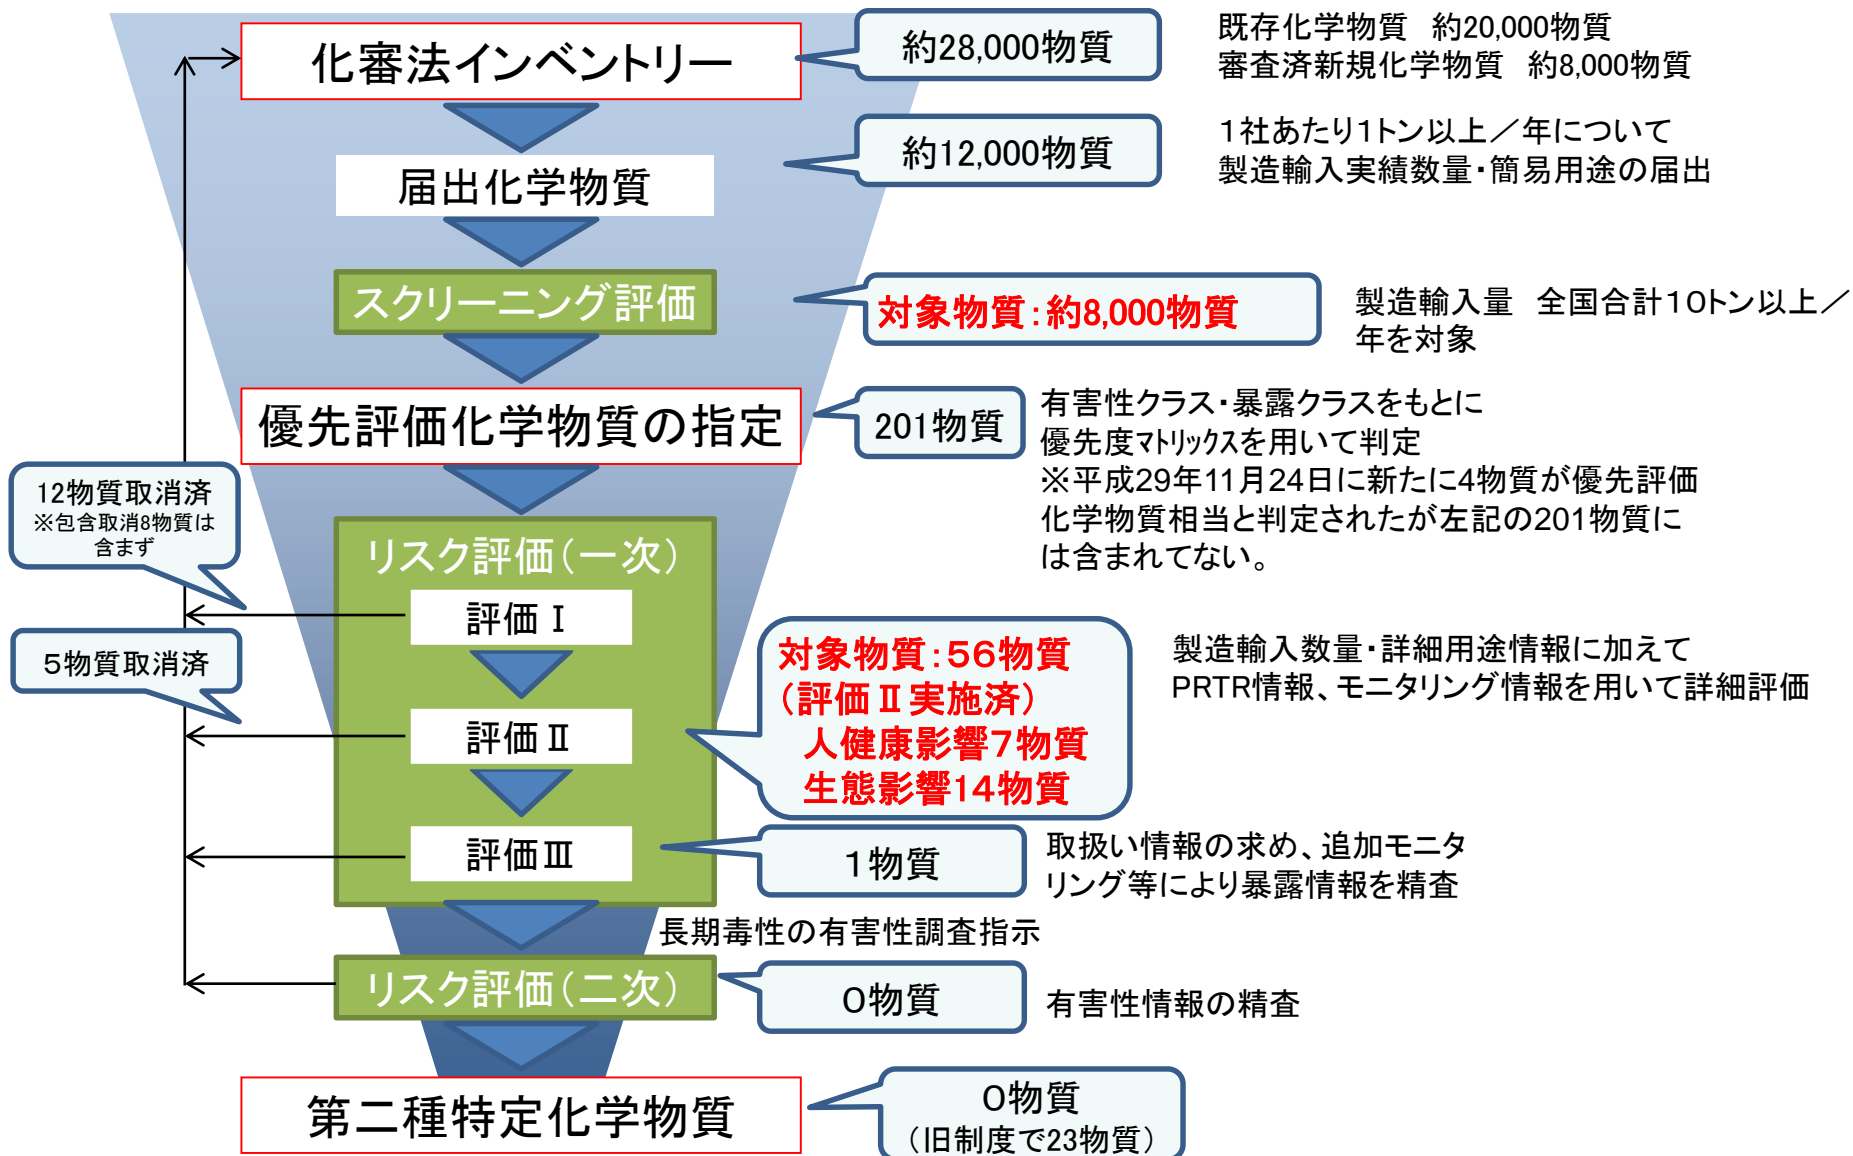 化審法インベントリー
約28,000物質
既存化学物質　約20,000物質
審査済新規化学物質　約8,000物質
届出化学物質
約12,000物質
１社あたり１トン以上／年について
製造輸入実績数量・簡易用途の届出
スクリーニング評価
対象物質：約8,000物質
製造輸入量　全国合計１０トン以上／
年を対象
優先評価化学物質の指定
201物質
有害性クラス・暴露クラスをもとに
優先度マトリックスを用いて判定
※平成29年11月24日に新たに4物質が優先評価
化学物質相当と判定されたが左記の201物質に
は含まれてない。
12物質取消済
※包含取消8物質は
含まず
リスク評価（一次）
評価Ⅰ
５物質取消済
対象物質：５６物質
（評価Ⅱ実施済）
人健康影響７物質
生態影響１４物質
製造輸入数量・詳細用途情報に加えて
PRTR情報、モニタリング情報を用いて詳細評価
評価Ⅱ
評価Ⅲ
１物質
取扱い情報の求め、追加モニタ
リング等により暴露情報を精査
長期毒性の有害性調査指示
リスク評価（二次）
０物質
有害性情報の精査
第二種特定化学物質
０物質
（旧制度で23物質）